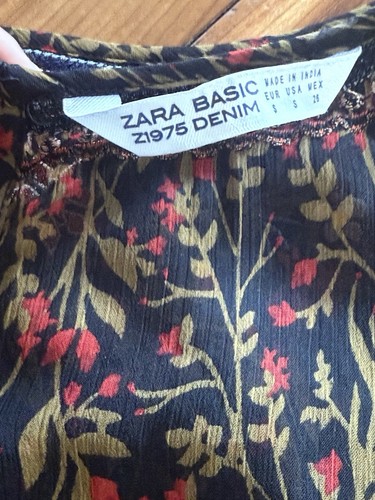 ZARA BASIC
Z1975 DENIM
MADE IN INDIA
EUR USA MEX
S S 26